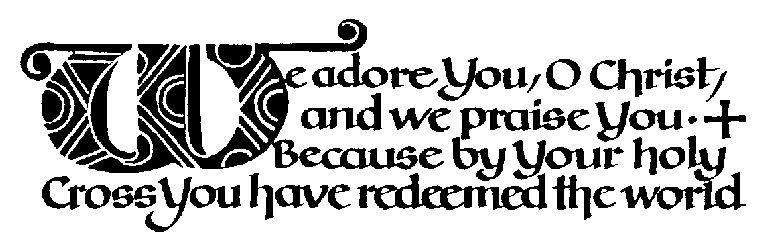 We adore You, O Christ,
and we praise You. +
Because by Your holy
Cross You have redeemed the world